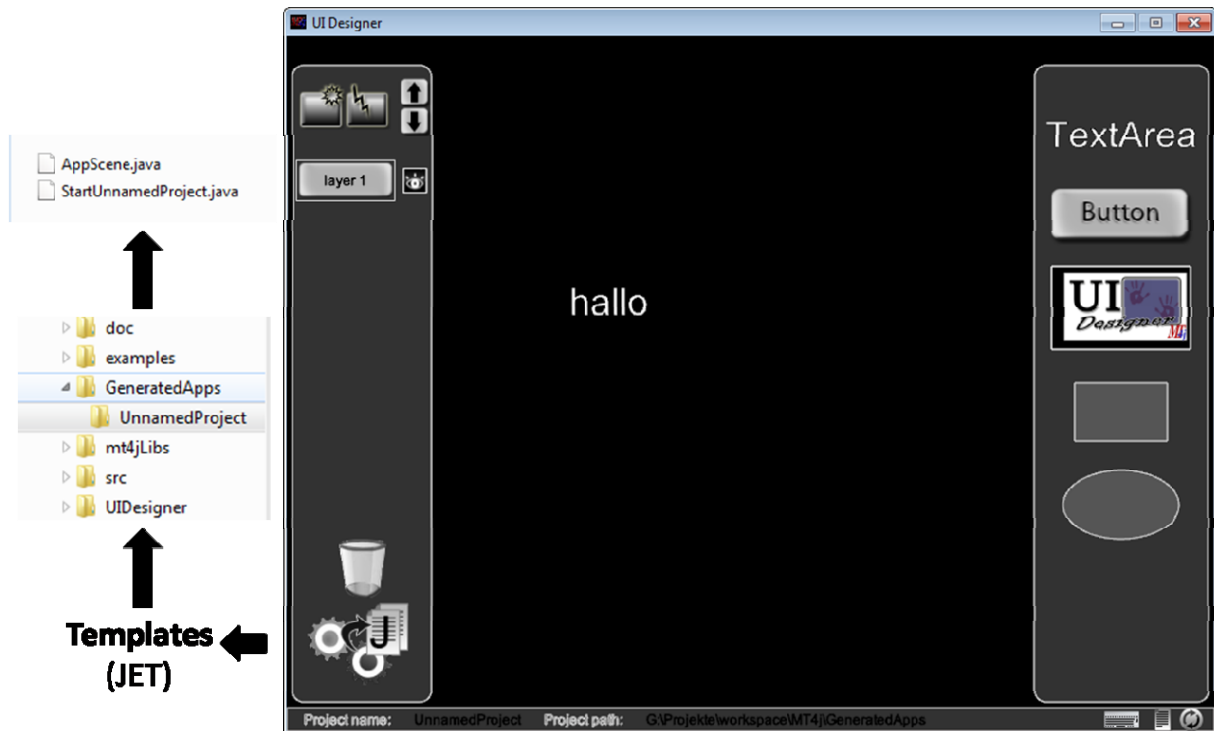 UI Designer
AppScene.java
StartUnnamedProject.java
doc
examples
GeneratedApps
UnnamedProject
mt4jLibs
src
UIDesigner
Templates
(JET)
layer 1
hallo
J
TextArea
Button
UI
Designer
Project name: UnnamedProject Project path: G:\Projekte\workspace\MT4j\GeneratedApps